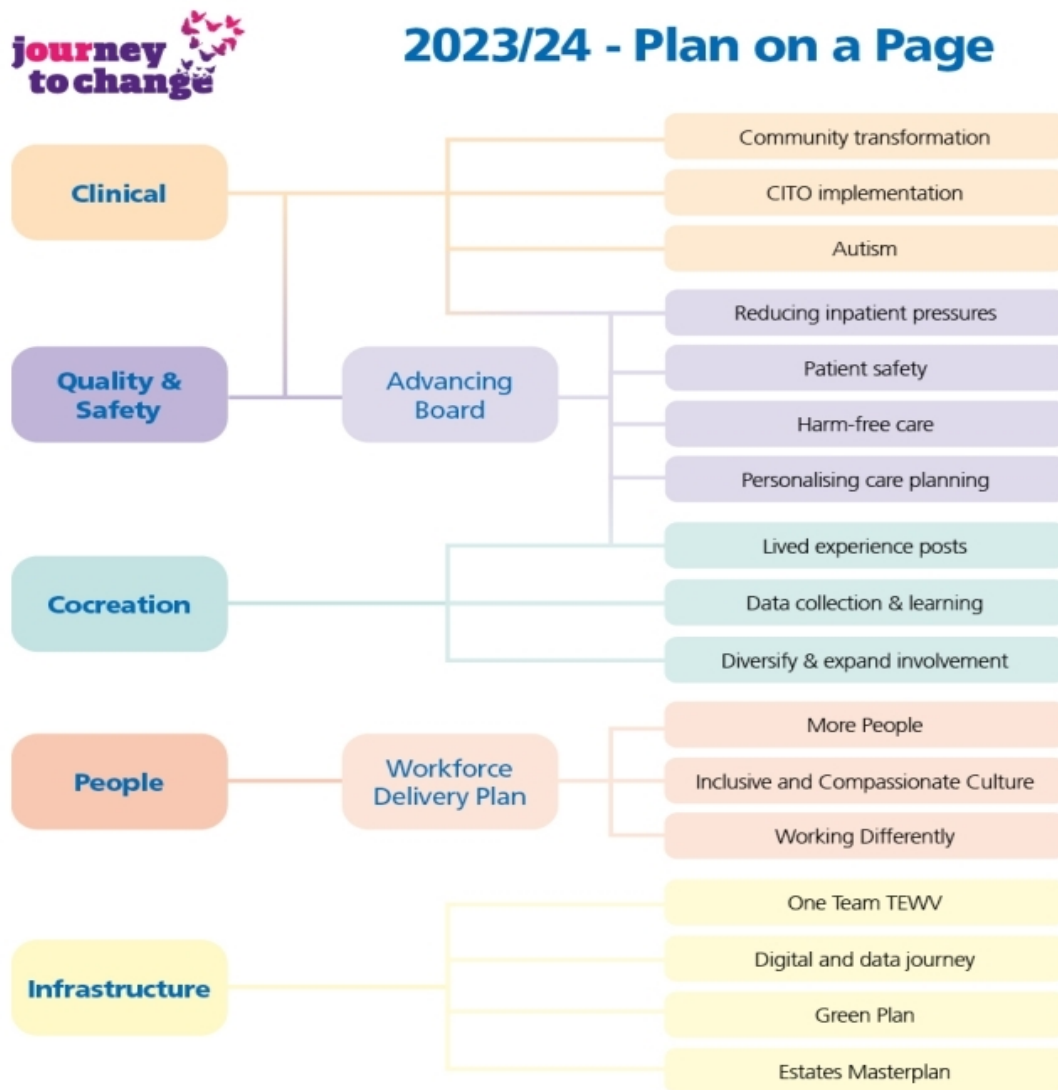 journey
to change
2023/24 - Plan on a Page
Clinical
Community transformation
CITO implementation
Autism
Quality &
Safety
Advancing
Board
Reducing inpatient pressures
Patient safety
Harm-free care
Personalising care planning
Cocreation
Lived experience posts
Data collection & learning
Diversify & expand involvement
People
Workforce
Delivery Plan
More People
Inclusive and Compassionate Culture
Working Differently
Infrastructure
One Team TEWV
Digital and data journey
Green Plan
Estates Masterplan